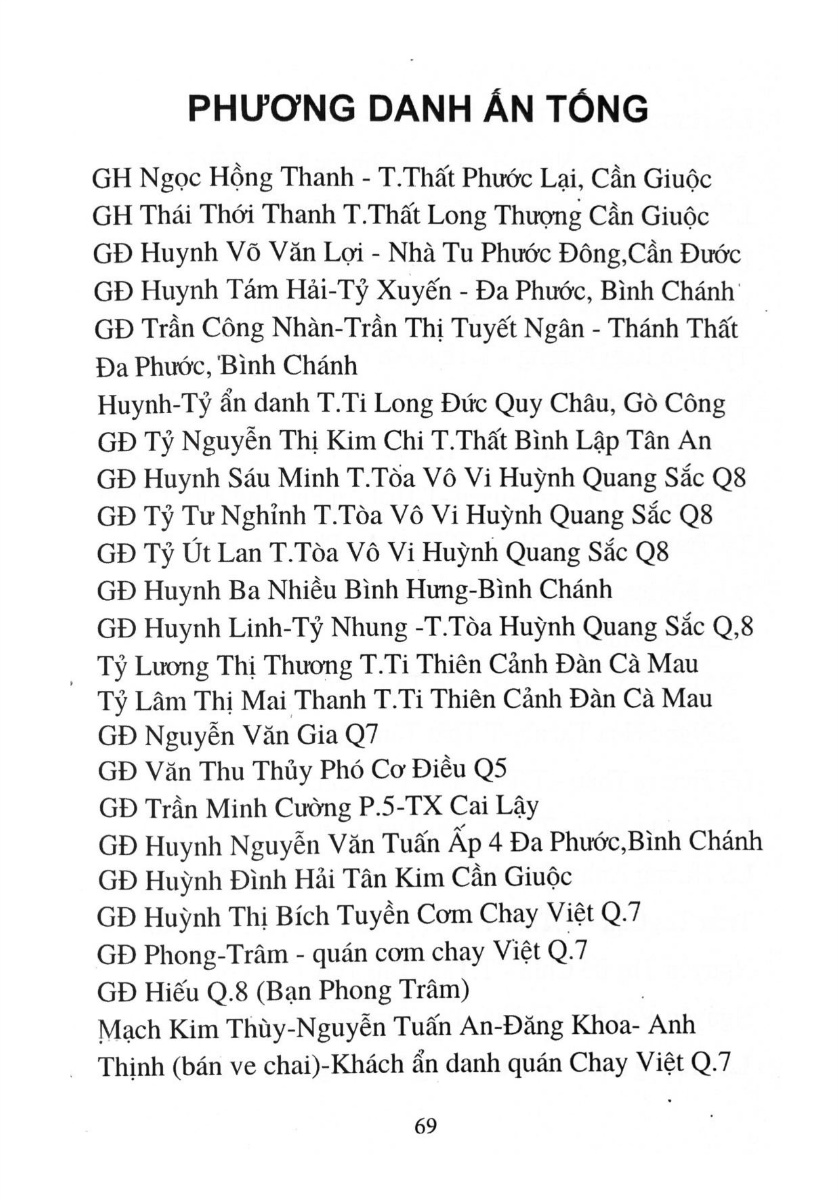 PHƯƠNG DANH ẤN TỐNG
GH Ngọc Hồng Thanh - T.Thất Phước Lại, Cần Giuộc
GH Thái Thới Thanh T.Thất Long Thượng Cần Giuộc
GĐ Huynh Võ Văn Lợi - Nhà Tu Phước Đông,Cần Đước
GĐ Huynh Tám Hải-Tỷ Xuyến - Đa Phước, Bình Chánh
GĐ Trần Công Nhàn-Trần Thị Tuyết Ngân - Thánh Thất
Đa Phước, Bình Chánh
Huynh-Tỷ ẩn danh T.Ti Long Đức Quy Châu, Gò Công
GĐ Tỷ Nguyễn Thị Kim Chi T.Thất Bình Lập Tân An
GĐ Huynh Sáu Minh T.Tòa Vô Vi Huỳnh Quang Sắc Q8
GĐ Tỷ Tư Nghỉnh T.Tòa Vô Vi Huỳnh Quang Sắc Q8
GĐ Tỷ Út Lan T.Tòa Vô Vi Huỳnh Quang Sắc Q8
GĐ Huynh Ba Nhiều Bình Hưng-Bình Chánh
GĐ Huynh Linh-Tỷ Nhung -T.Tòa Huỳnh Quang Sắc Q,8
Tỷ Lương Thị Thương T.Ti Thiên Cảnh Đàn Cà Mau
Tỷ Lâm Thị Mai Thanh T.Ti Thiên Cảnh Đàn Cà Mau
GĐ Nguyễn Văn Gia Q7
GĐ Văn Thu Thủy Phó Cơ Điều Q5
GĐ Trần Minh Cường P.5-TX Cai Lậy
GĐ Huynh Nguyễn Văn Tuấn Ấp 4 Đa Phước,Bình Chánh
GĐ Huỳnh Đình Hải Tân Kim Cần Giuộc
GĐ Huỳnh Thị Bích Tuyền Cơm Chay Việt Q.7
GĐ Phong-Trâm - quán cơm chay Việt Q.7
GĐ Hiếu Q.8 (Bạn Phong Trâm)
Mạch Kim Thùy-Nguyễn Tuấn An-Đăng Khoa- Anh
Thịnh (bán ve chai)-Khách ẩn danh quán Chay Việt Q.7
69